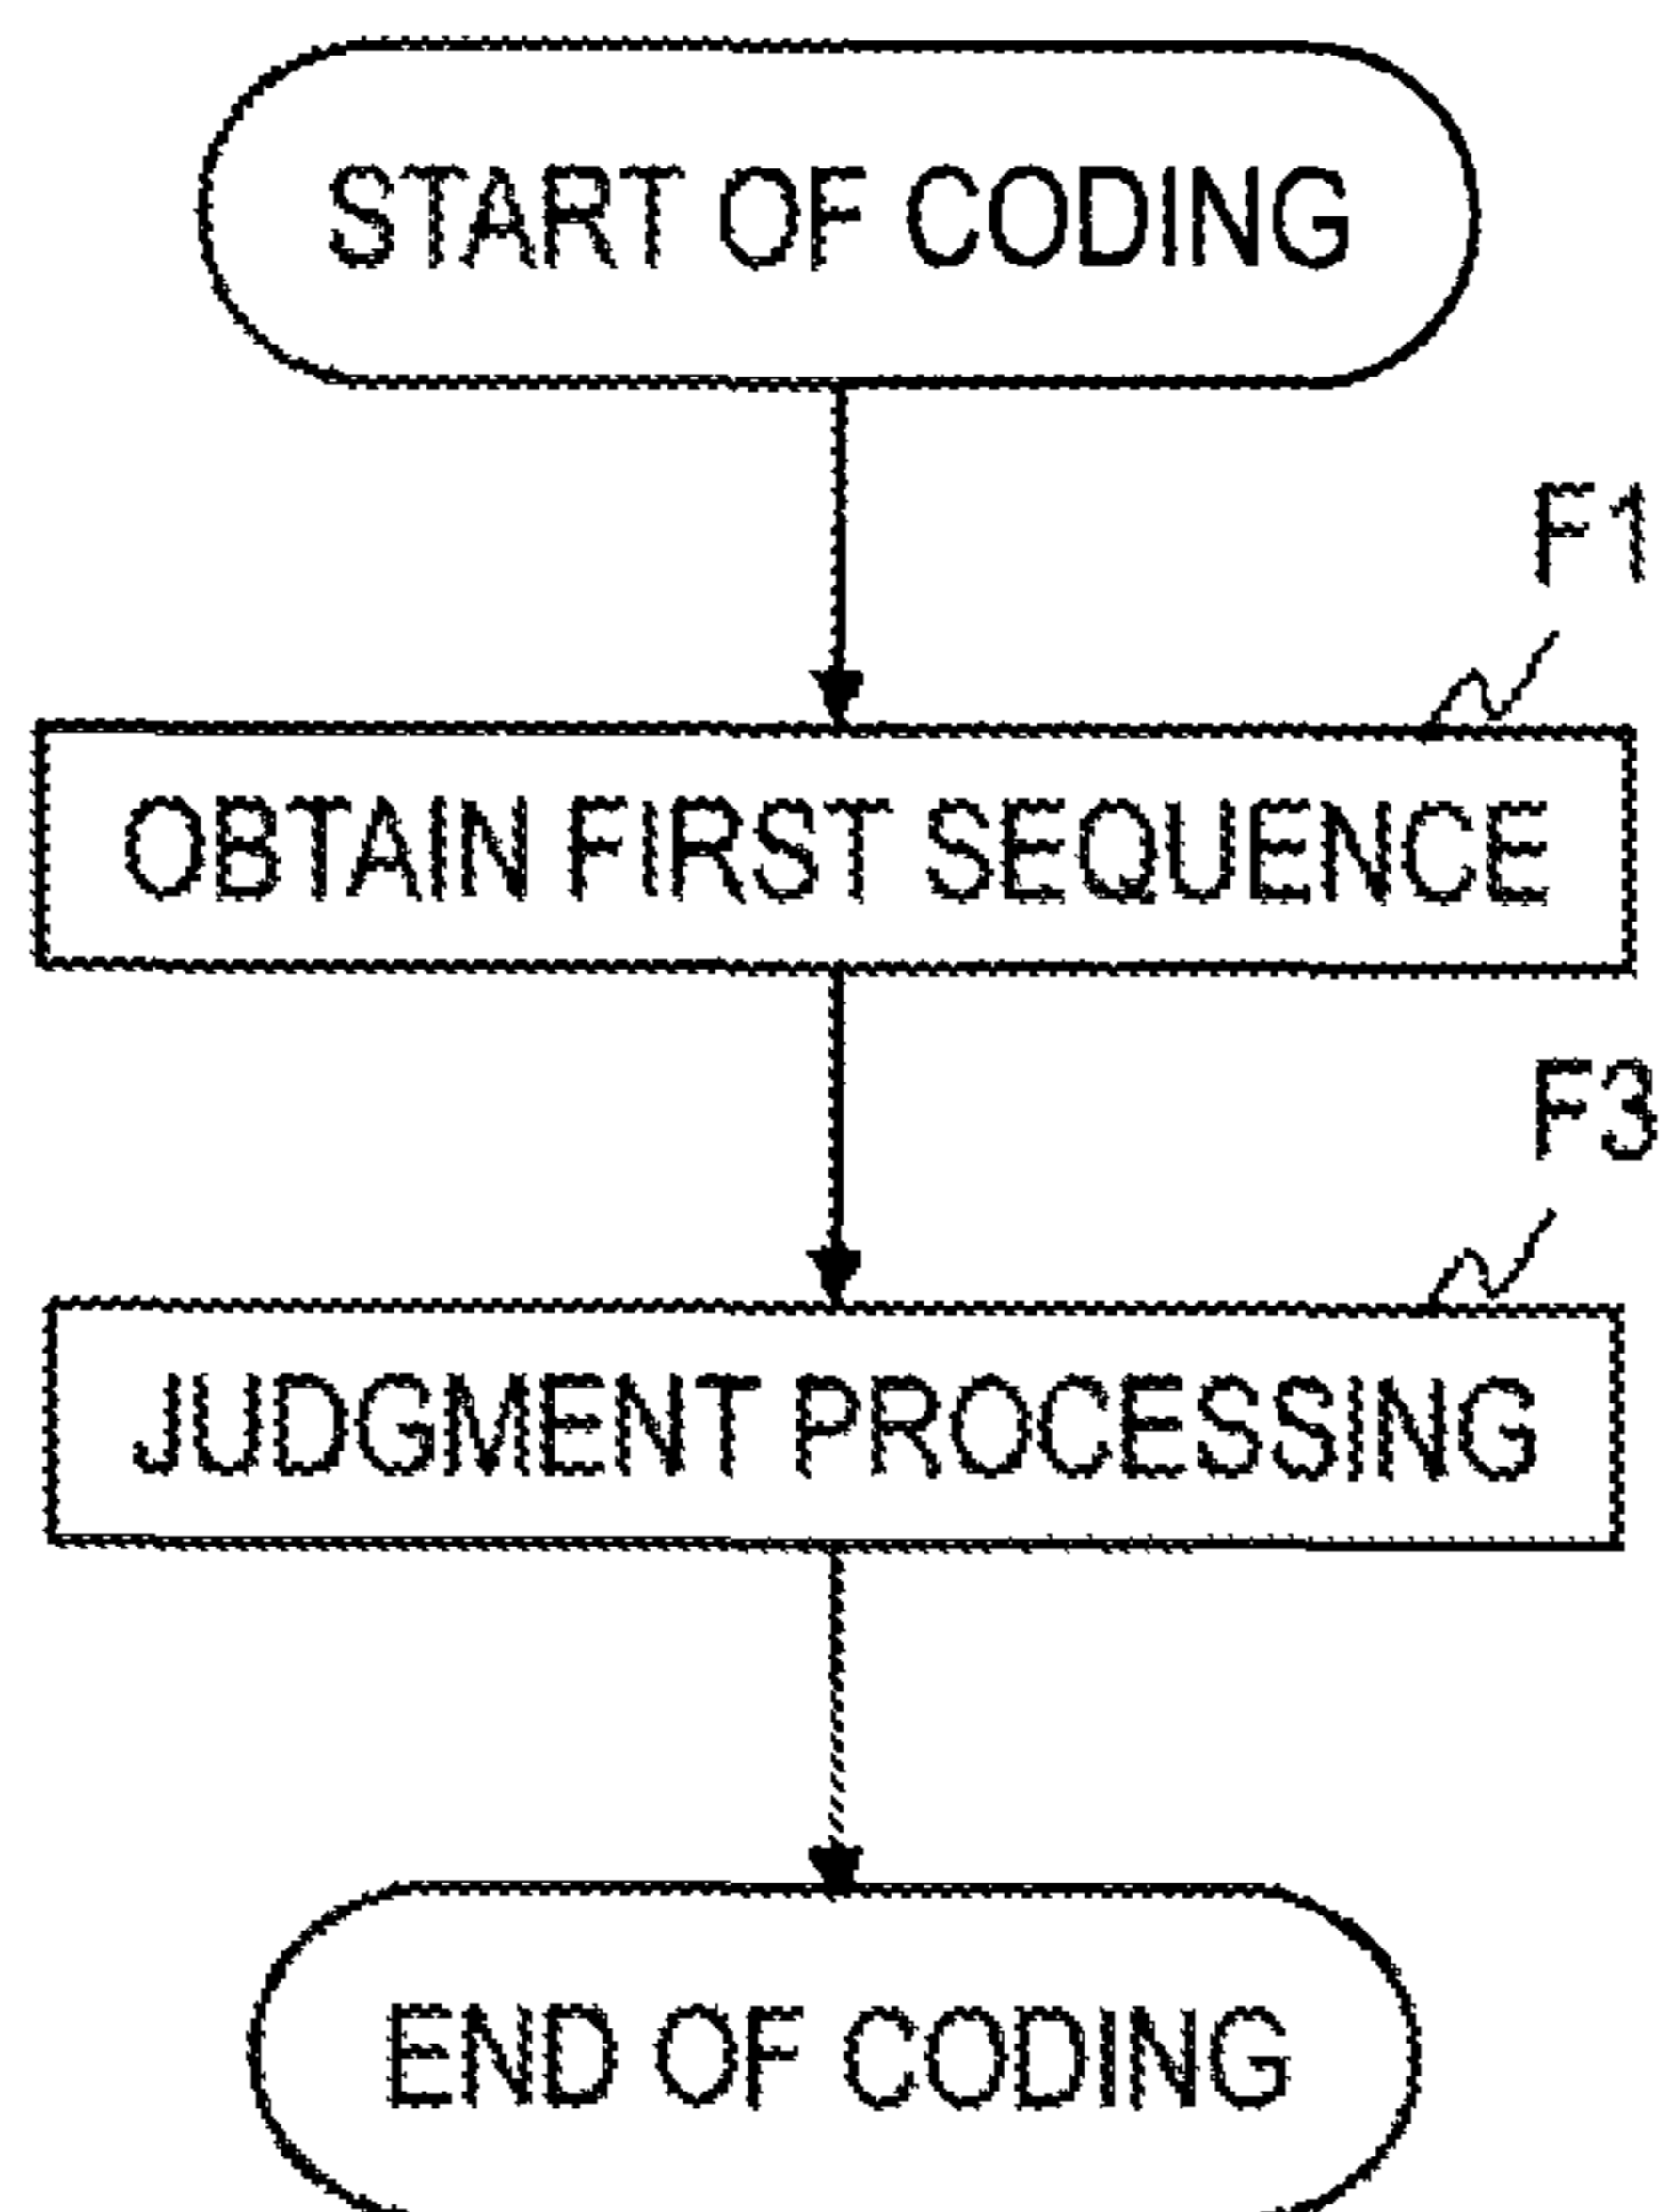 START OF CODING
F1
OBTAIN FIRST SEQUENCE
F3
JUDGMENT PROCESSING
END OF CODING